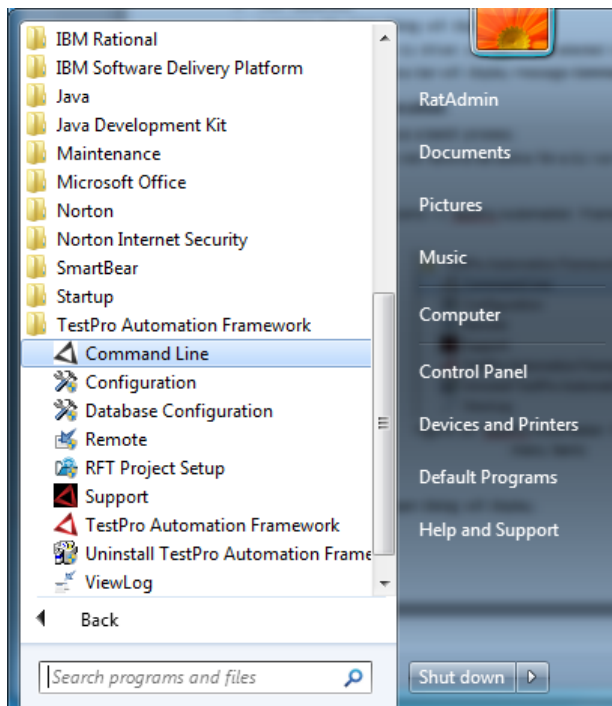 IBM Rational
IBM Software Delivery Platform
Java
Java Development Kit
Maintenance
Microsoft Office
Norton
Norton Internet Security
SmartBear
Startup
TestPro Automation Framework
Command Line
Configuration
Database Configuration
Remote
RFT Project Setup
Support
TestPro Automation Framework
Uninstall TestPro Automation Frame
ViewLog
Back
Search programs and files
RatAdmin
Documents
Pictures
Music
Computer
Control Panel
Devices and Printers
Default Programs
Help and Support
Shut down